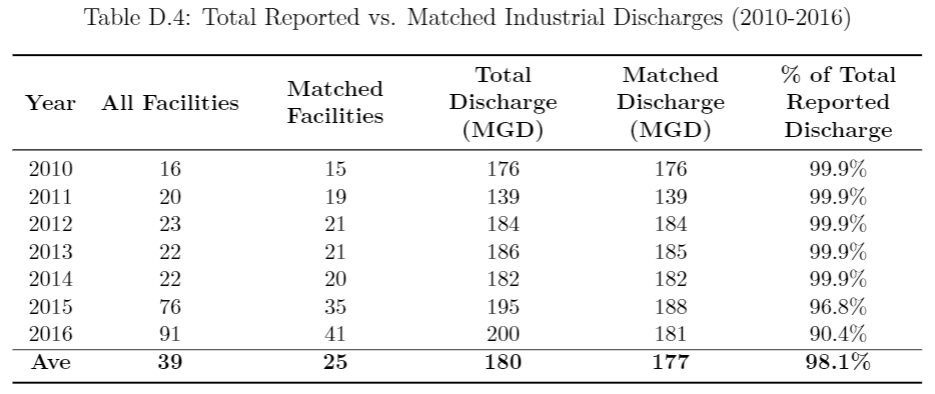 Table D.4: Total Reported vs. Matched Industrial Discharges (2010-2016)
Year All Facilities Matched Facilities Total Discharge (MGD) Matched Discharge (MGD) % of Total Reported Discharge
2010 16 15 176 176 99.9%
2011 20 19 139 139 99.9%
2012 23 21 184 184 99.9%
2013 22 21 186 185 99.9%
2014 22 20 182 182 99.9%
2015 76 35 195 188 96.8%
2016 91 41 200 181 90.4%
Ave 39 25 180 177 98.1%